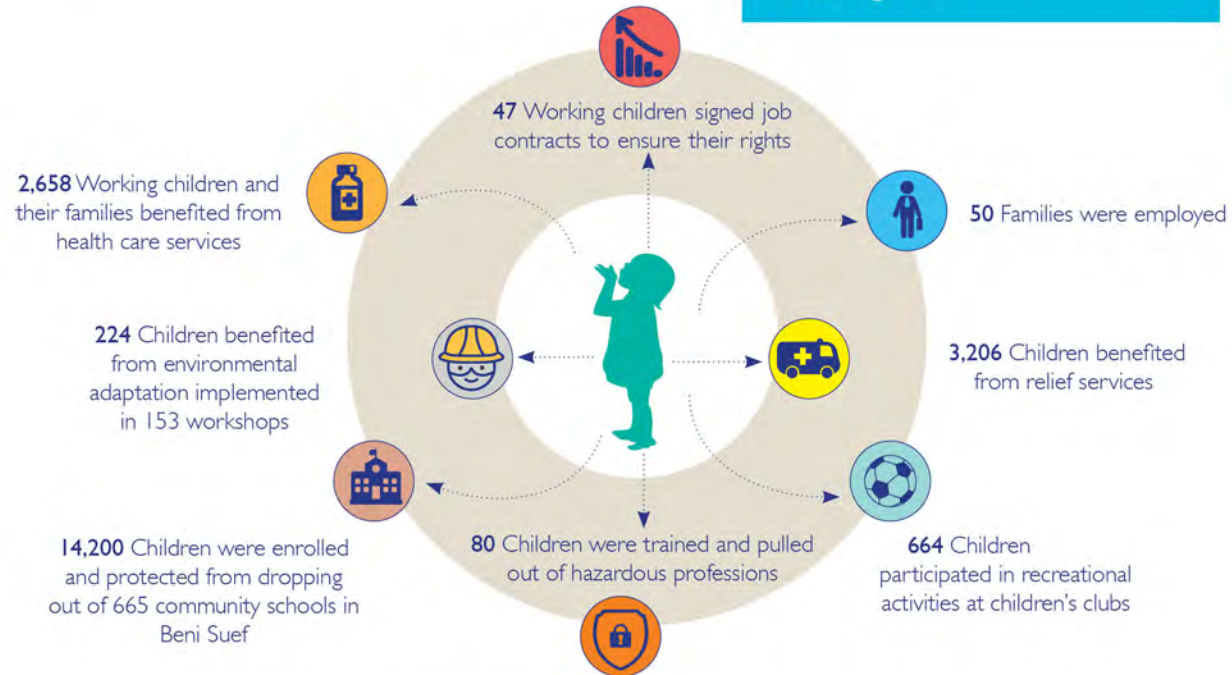 47 Working children signed job
contracts to ensure their rights
2,658 Working children and
their families benefited from
health care services
50 Families were employed
224 Children benefited
from environmental
adaptation implemented
in 153 workshops
3,206 Children benefited
from relief services
14,200 Children were enrolled
and protected from dropping
out of 665 community schools in
Beni Suef
80 Children were trained and pulled
out of hazardous professions
664 Children
participated in recreational
activities at children's clubs